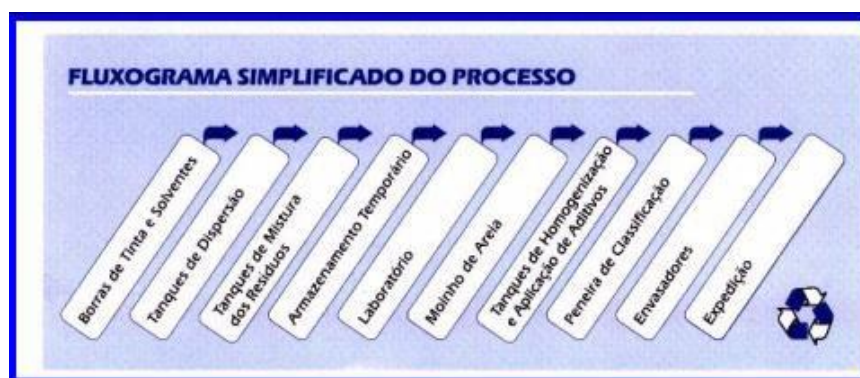 FLUXOGRAMA SIMPLIFICADO DO PROCESSO
Borras de Tinta e Solventes
Tanques de Dispersão
Tanques de Mistura
dos Resíduos
Armazenamento Temporário
Laboratório
Moinho de Areia
Tanques de Homogenização
e Aplicação de Aditivos
Peneira de Classificação
Envasadores
Expedição